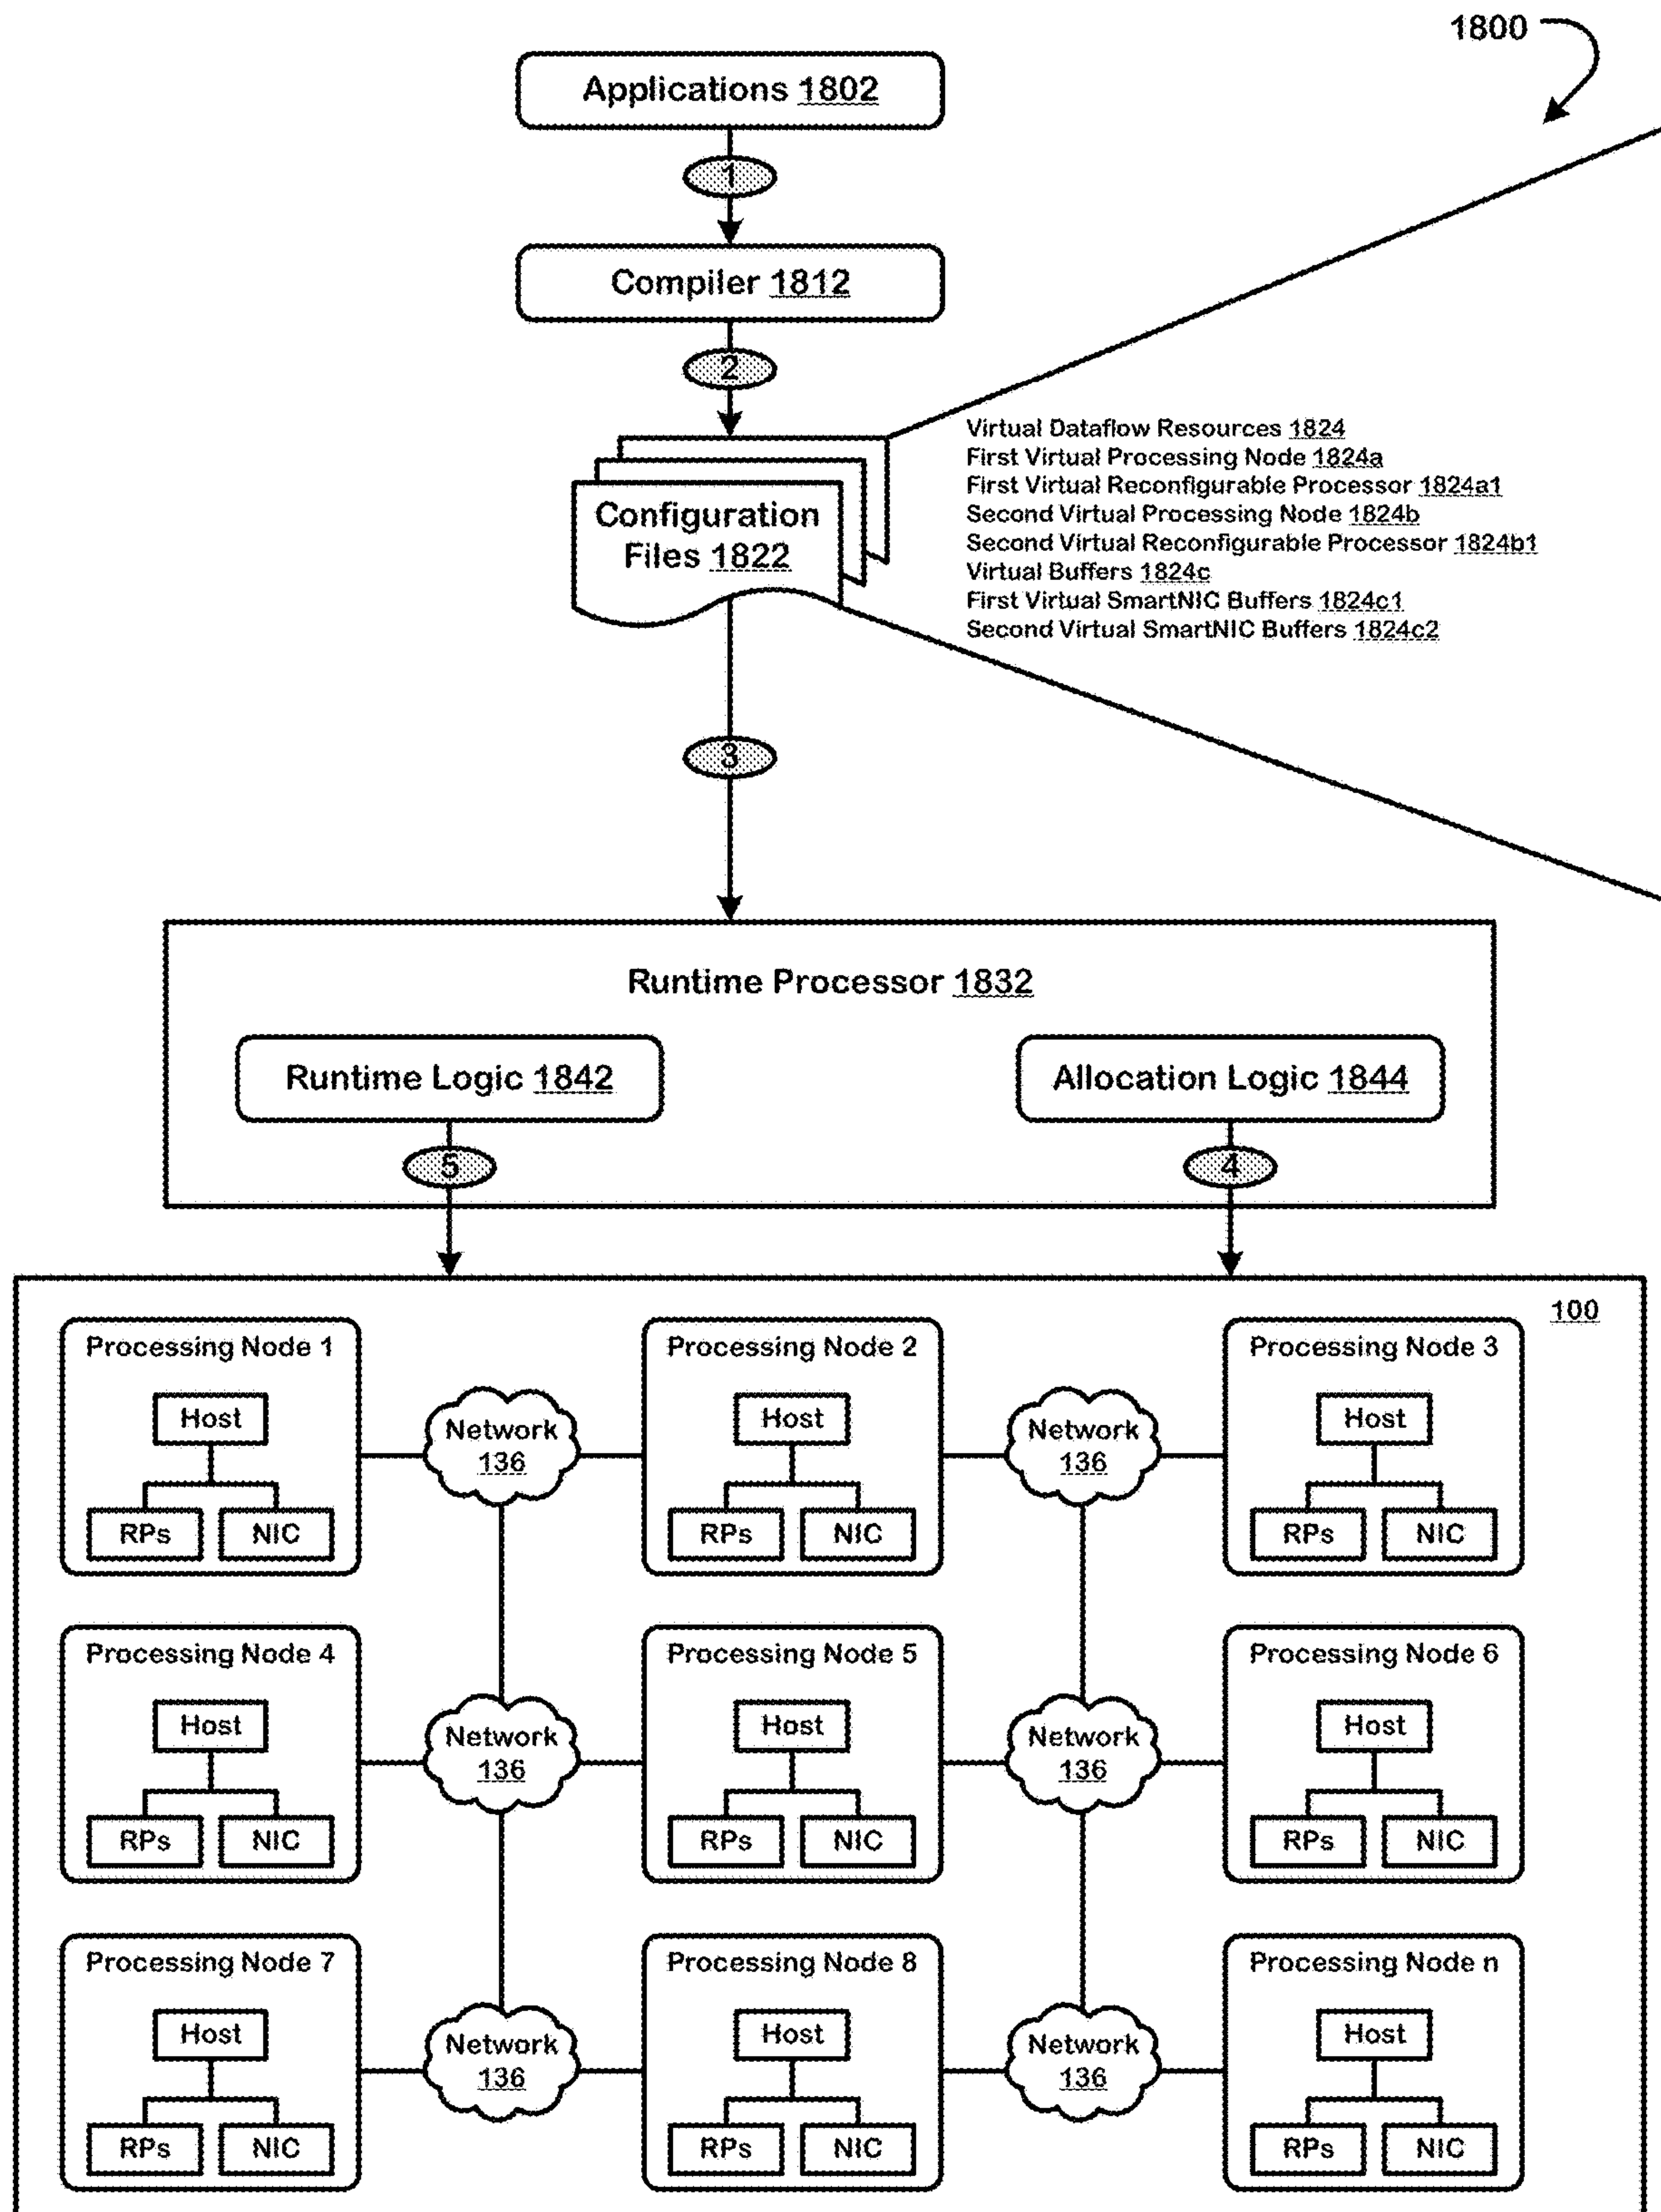 1800
Applications 1802
1
Compiler 1812
2
Configuration
Files 1822
Virtual Dataflow Resources 1824
First Virtual Processing Node 1824a
First Virtual Reconfigurable Processor 1824a1
Second Virtual Processing Node 1824b
Second Virtual Reconfigurable Processor 1824b1
Virtual Buffers 1824c
First Virtual SmartNIC Buffers 1824c1
Second Virtual SmartNIC Buffers 1824c2
3
Runtime Processor 1832
Runtime Logic 1842
Allocation Logic 1844
5
4
100
Processing Node 1
Host
RPs
NIC
Network
136
Processing Node 2
Host
RPs
NIC
Network
136
Processing Node 3
Host
RPs
NIC
Processing Node 4
Host
RPs
NIC
Network
136
Processing Node 5
Host
RPs
NIC
Network
136
Processing Node 6
Host
RPs
NIC
Processing Node 7
Host
RPs
NIC
Network
136
Processing Node 8
Host
RPs
NIC
Network
136
Processing Node n
Host
RPs
NIC